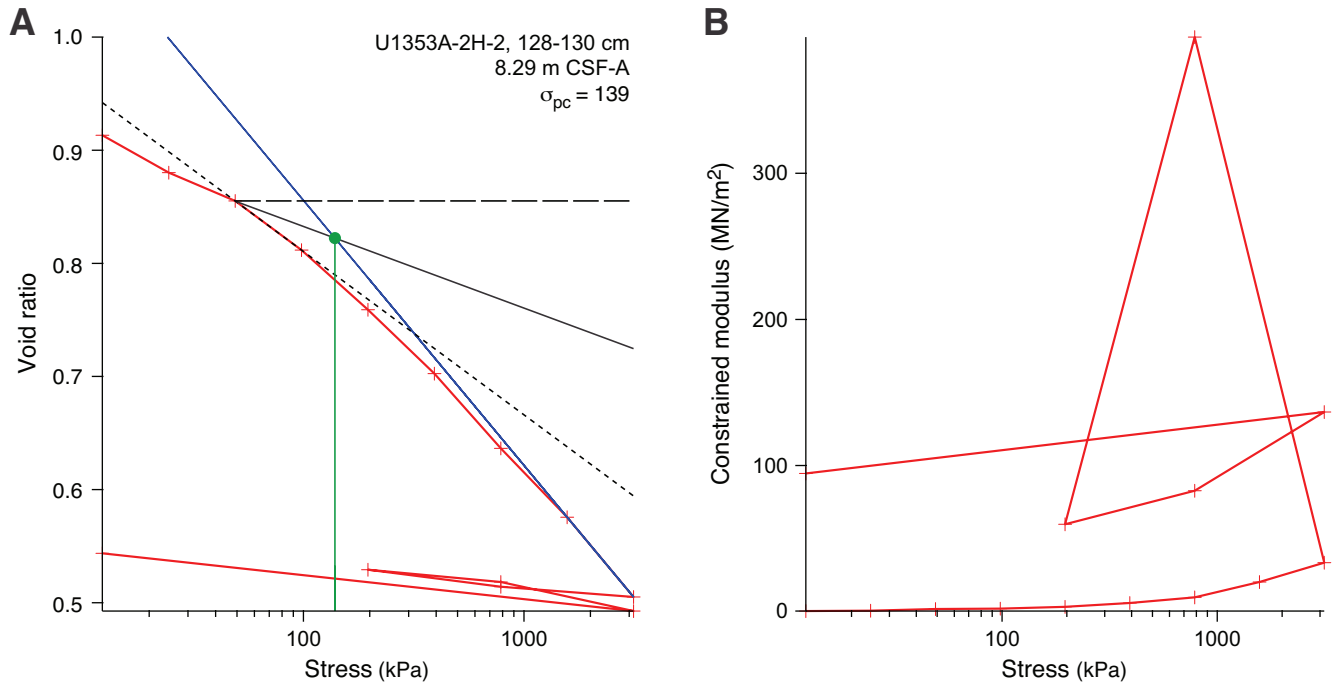 A
B
U1353A-2H-2, 128-130 cm
8.29 m CSF-A
σpc = 139
1.0
0.9
0.8
0.7
0.6
0.5
Void ratio
100
1000
Stress (kPa)
300
200
100
0
Constrained modulus (MN/m²)
100
1000
Stress (kPa)